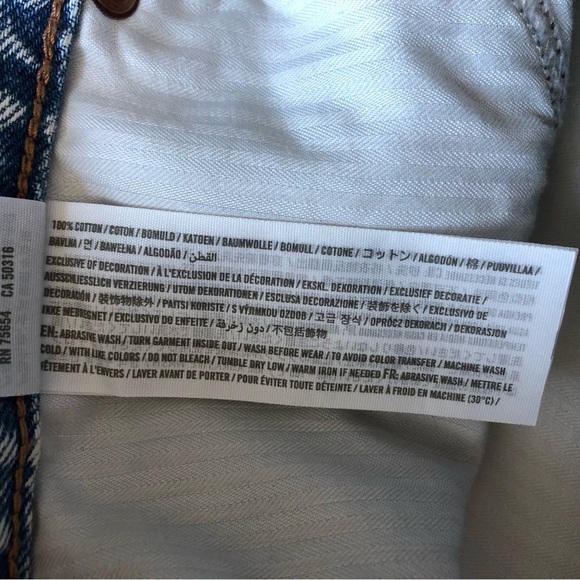 100% COTTON / COTON / BOMULD / KATOEN / BAUMWOLLE / BOMULL / COTONE / コットン / ALGODÓN / 棉 / PUUVILLAA /
BAVLNA / 면 / BAWEŁNA / ALGODÃO / القطن
EXCLUSIVE OF DECORATION / À L'EXCLUSION DE LA DÉCORATION / EKSKL. DEKORATION / EXCLUSIEF DECORATIE /
AUSSCHLIESSLICH VERZIERUNG / UTOM DEKORATIONEN / ESCLUSA DECORAZIONE / 装飾を除く / EXCLUSIVO DE
DECORACIÓN / 装饰物除外 / PAITSI KORISTE / S VÝJIMKOU OZDOB / 고급 장식 / OPRÓCZ DEKORACH / DEKORASION
IKKE MEDREGNET / EXCLUSIVO DO ENFEITE / دون زخرفة / 不包括飾物
EN: ABRASIVE WASH / TURN GARMENT INSIDE OUT / WASH BEFORE WEAR / TO AVOID COLOR TRANSFER / MACHINE WASH
COLD / WITH LIKE COLORS / DO NOT BLEACH / TUMBLE DRY LOW / WARM IRON IF NEEDED FR: ABRASIVE WASH / METTRE LE
VÊTEMENT À L'ENVERS / LAVER AVANT DE PORTER / POUR ÉVITER TOUTE DÉTEINTE / LAVER À FROID EN MACHINE (30°C) /
RN 75654 CA 50316